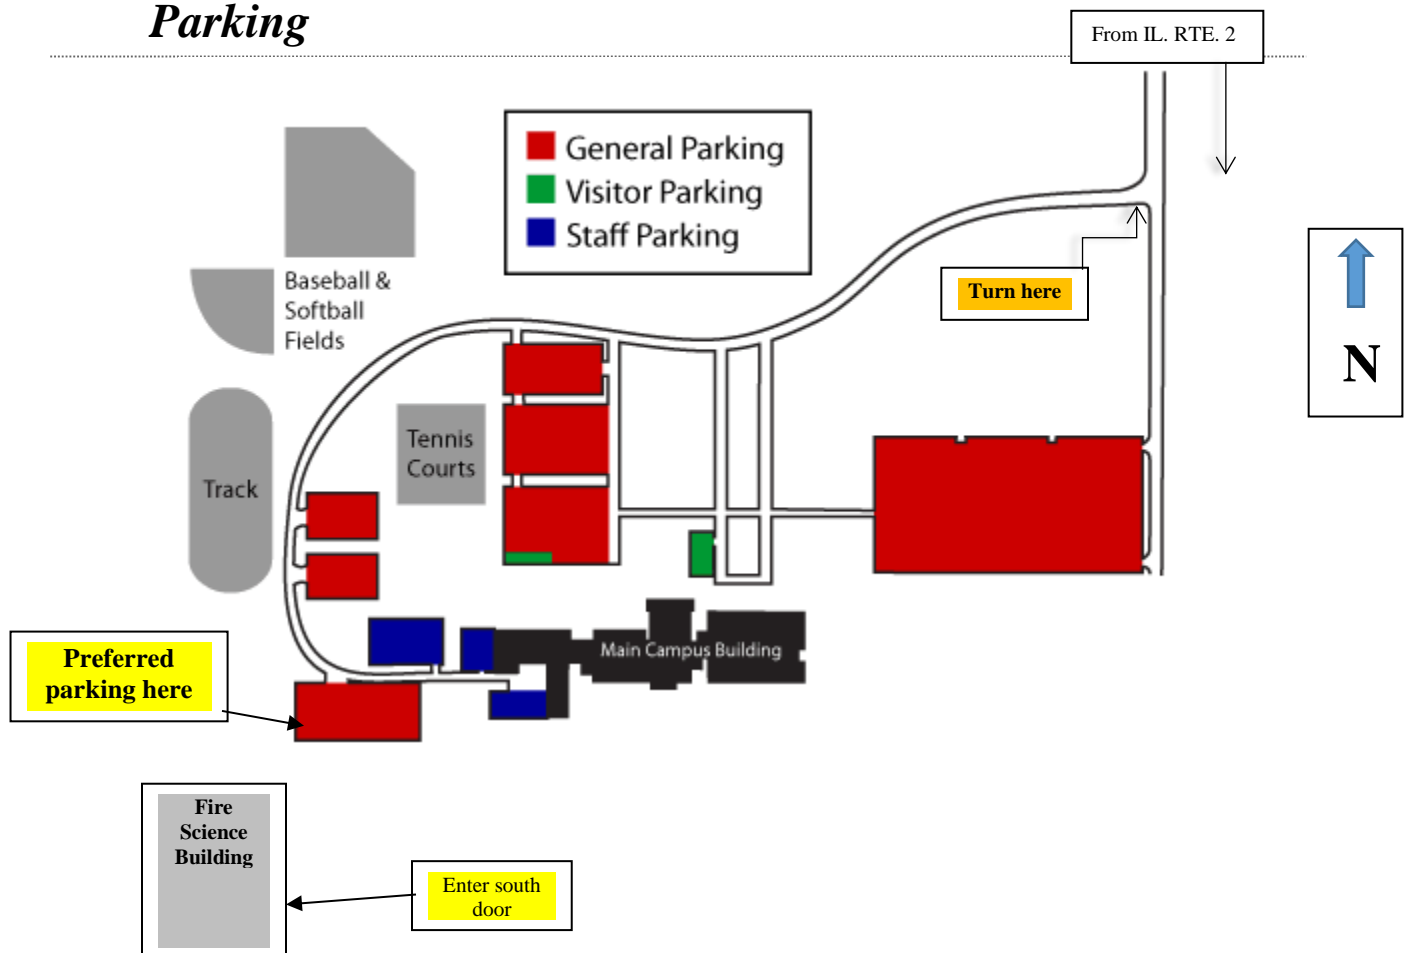 Parking
From IL. RTE. 2
General Parking
Visitor Parking
Staff Parking
Baseball &
Softball
Fields
Turn here
N
Tennis
Courts
Track
Main Campus Building
Preferred
parking here
Fire
Science
Building
Enter south
door